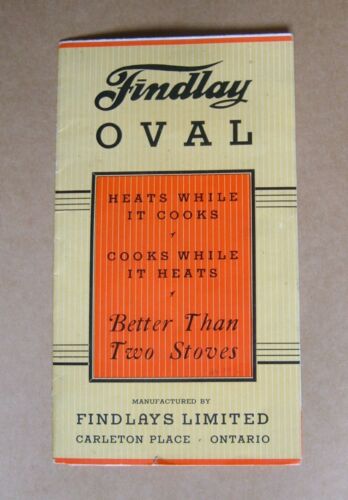 Findlay
OVAL
HEATS WHILE
IT COOKS
COOKS WHILE
IT HEATS
Better Than
Two Stoves
MANUFACTURED BY
FINDLAYS LIMITED
CARLETON PLACE - ONTARIO